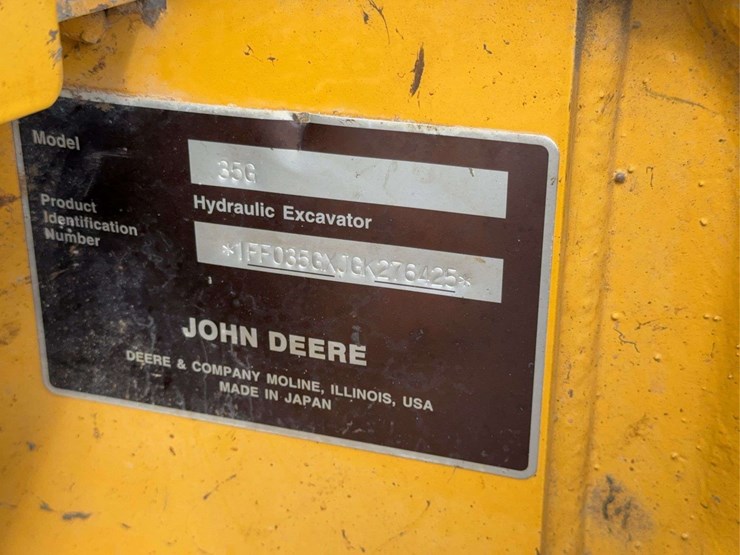 Model
35G
Hydraulic Excavator
Product
Identification
Number
*1FF035GXJGK276425*
JOHN DEERE
DEERE & COMPANY MOLINE, ILLINOIS, USA
MADE IN JAPAN